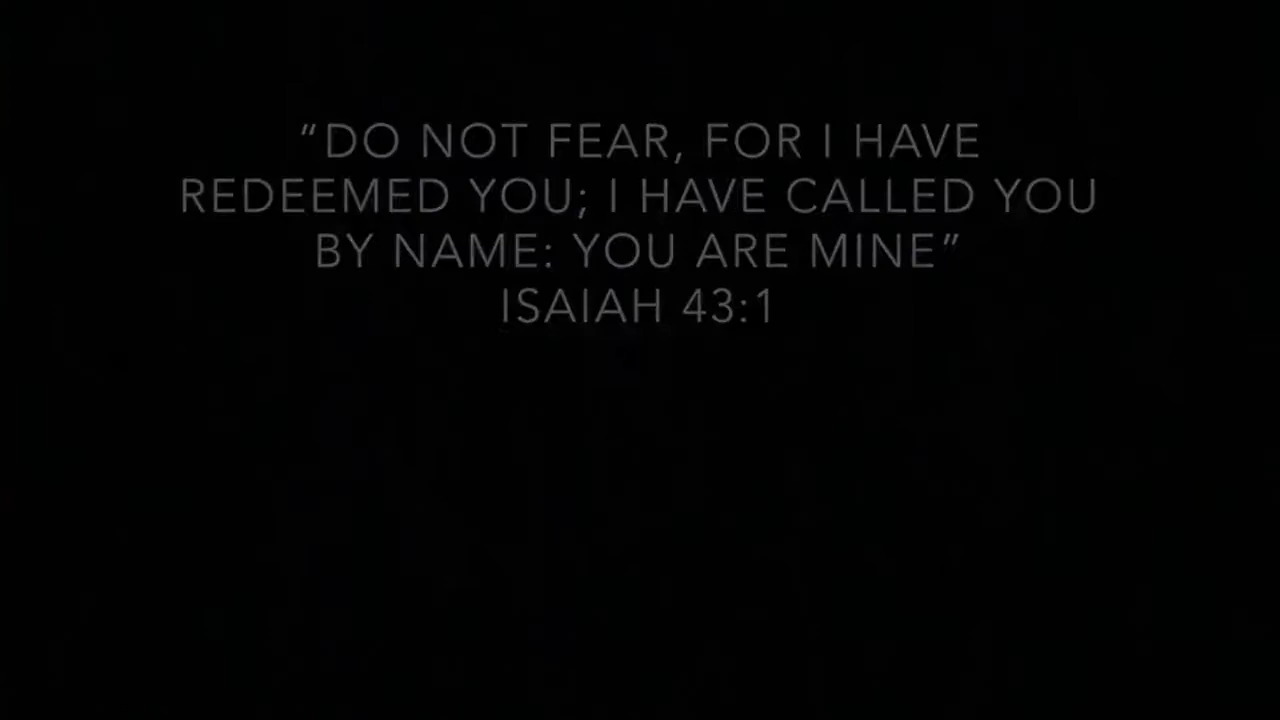 “DO NOT FEAR, FOR I HAVE
REDEEMED YOU; I HAVE CALLED YOU
BY NAME: YOU ARE MINE”
ISAIAH 43:1